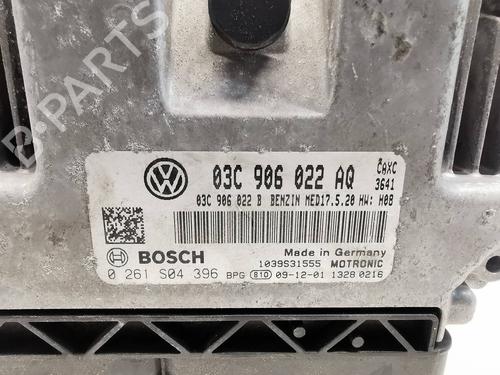 B-PARTS
03C 906 022 AQ
CAXC
3641
03C 906 022 B BENZIN MED17.5.20 HW: H08
BOSCH
Made in Germany
1039S31555 MOTRONIC
0 261 S04 396 BPG 810 09-12-01 1328 0216